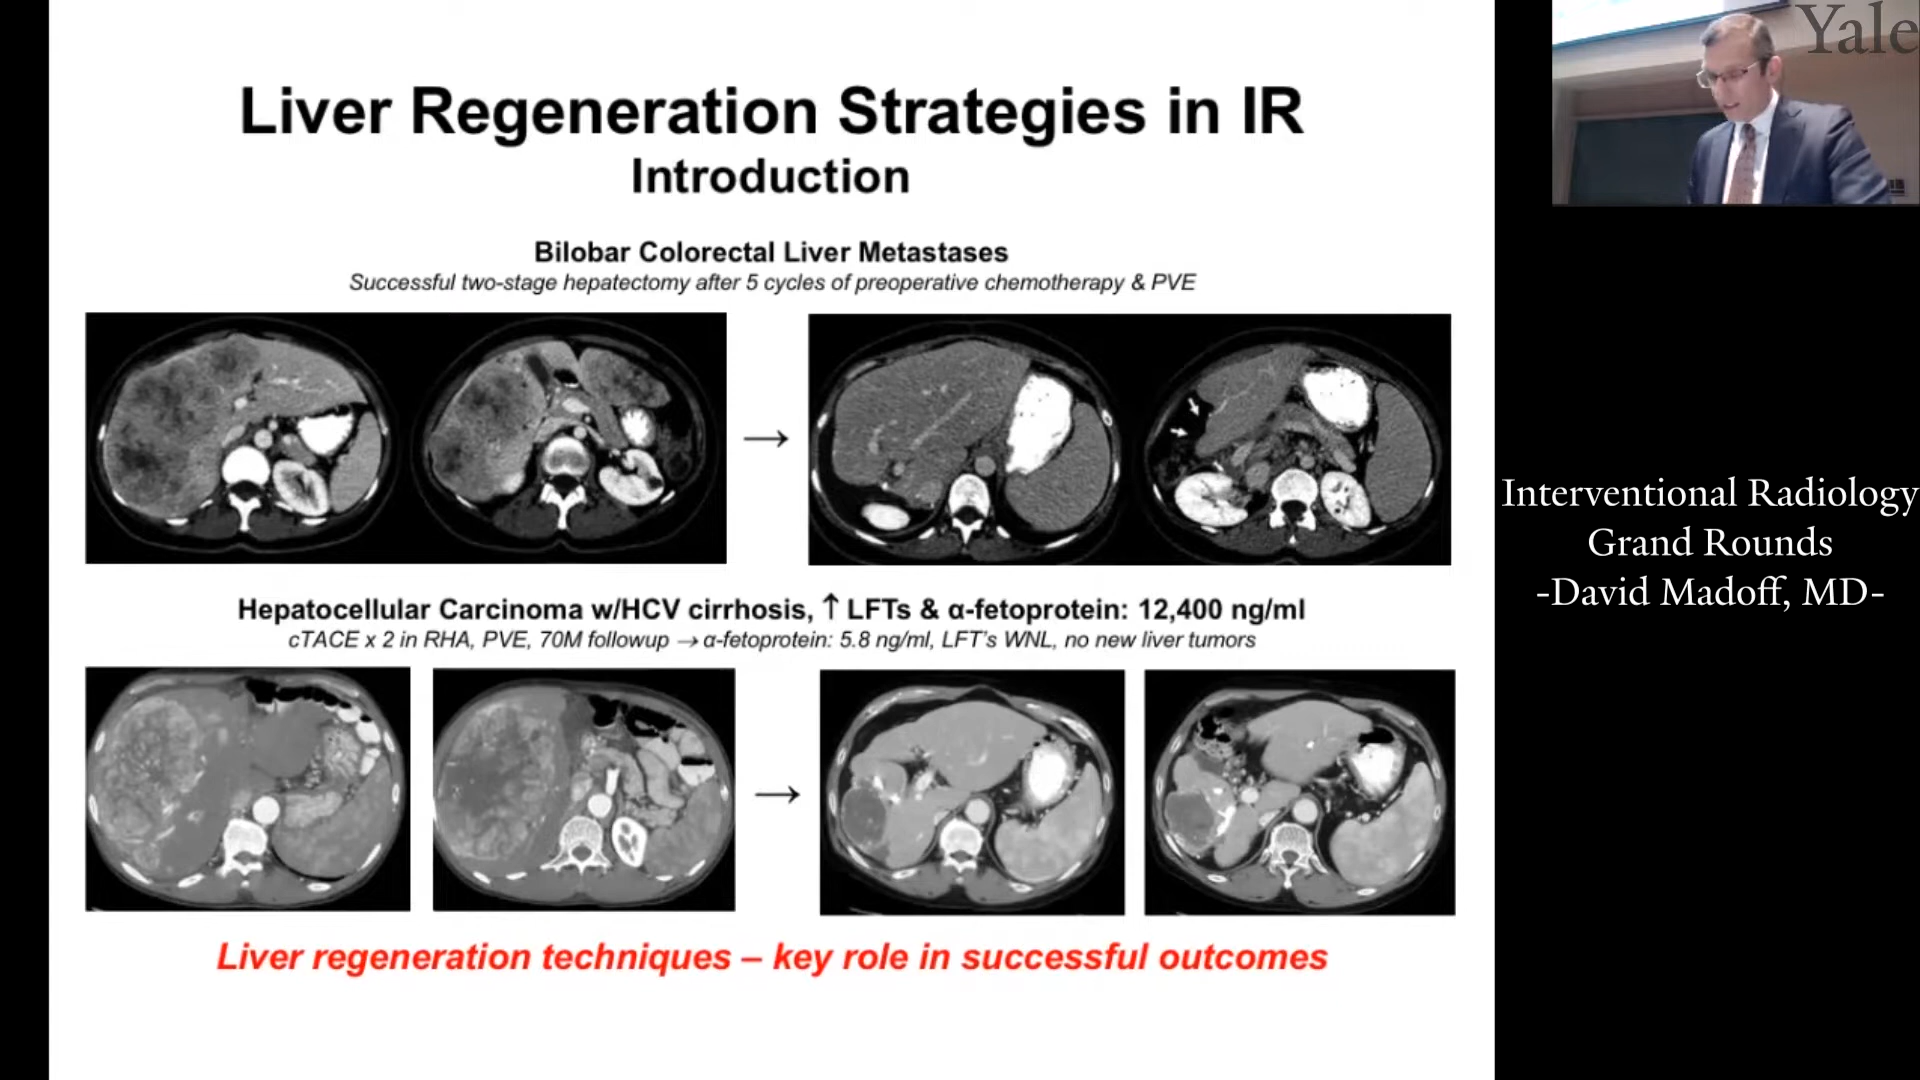 Liver Regeneration Strategies in IR
Introduction
Bilobar Colorectal Liver Metastases
Successful two-stage hepatectomy after 5 cycles of preoperative chemotherapy & PVE
→
Hepatocellular Carcinoma w/HCV cirrhosis, ↑ LFTs & α-fetoprotein: 12,400 ng/ml
cTACE x 2 in RHA, PVE, 70M followup → α-fetoprotein: 5.8 ng/ml, LFT's WNL, no new liver tumors
→
Liver regeneration techniques – key role in successful outcomes
Yale
Interventional Radiology
Grand Rounds
-David Madoff, MD-